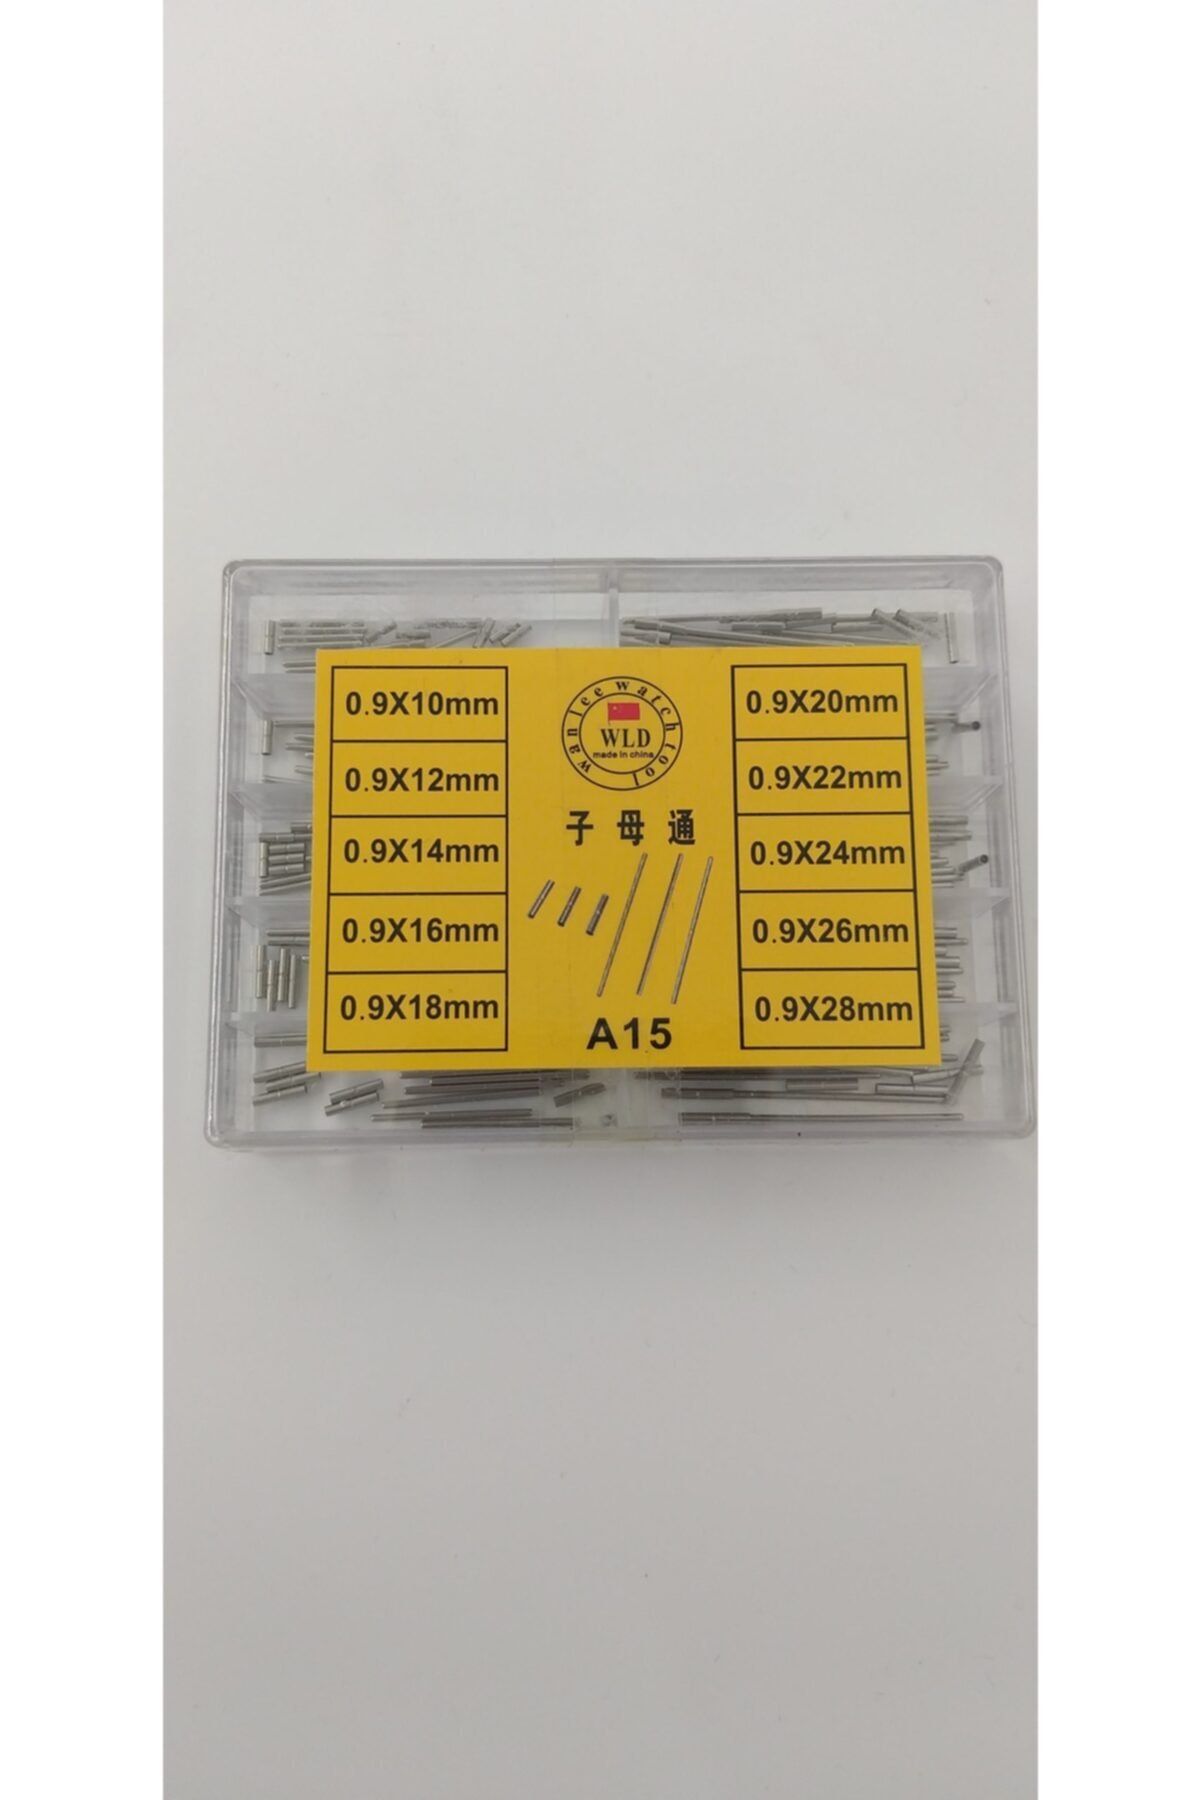 0.9X10mm
0.9X12mm
0.9X14mm
0.9X16mm
0.9X18mm
wanlee watch tool
WLD
made in china
子母通
A15
0.9X20mm
0.9X22mm
0.9X24mm
0.9X26mm
0.9X28mm